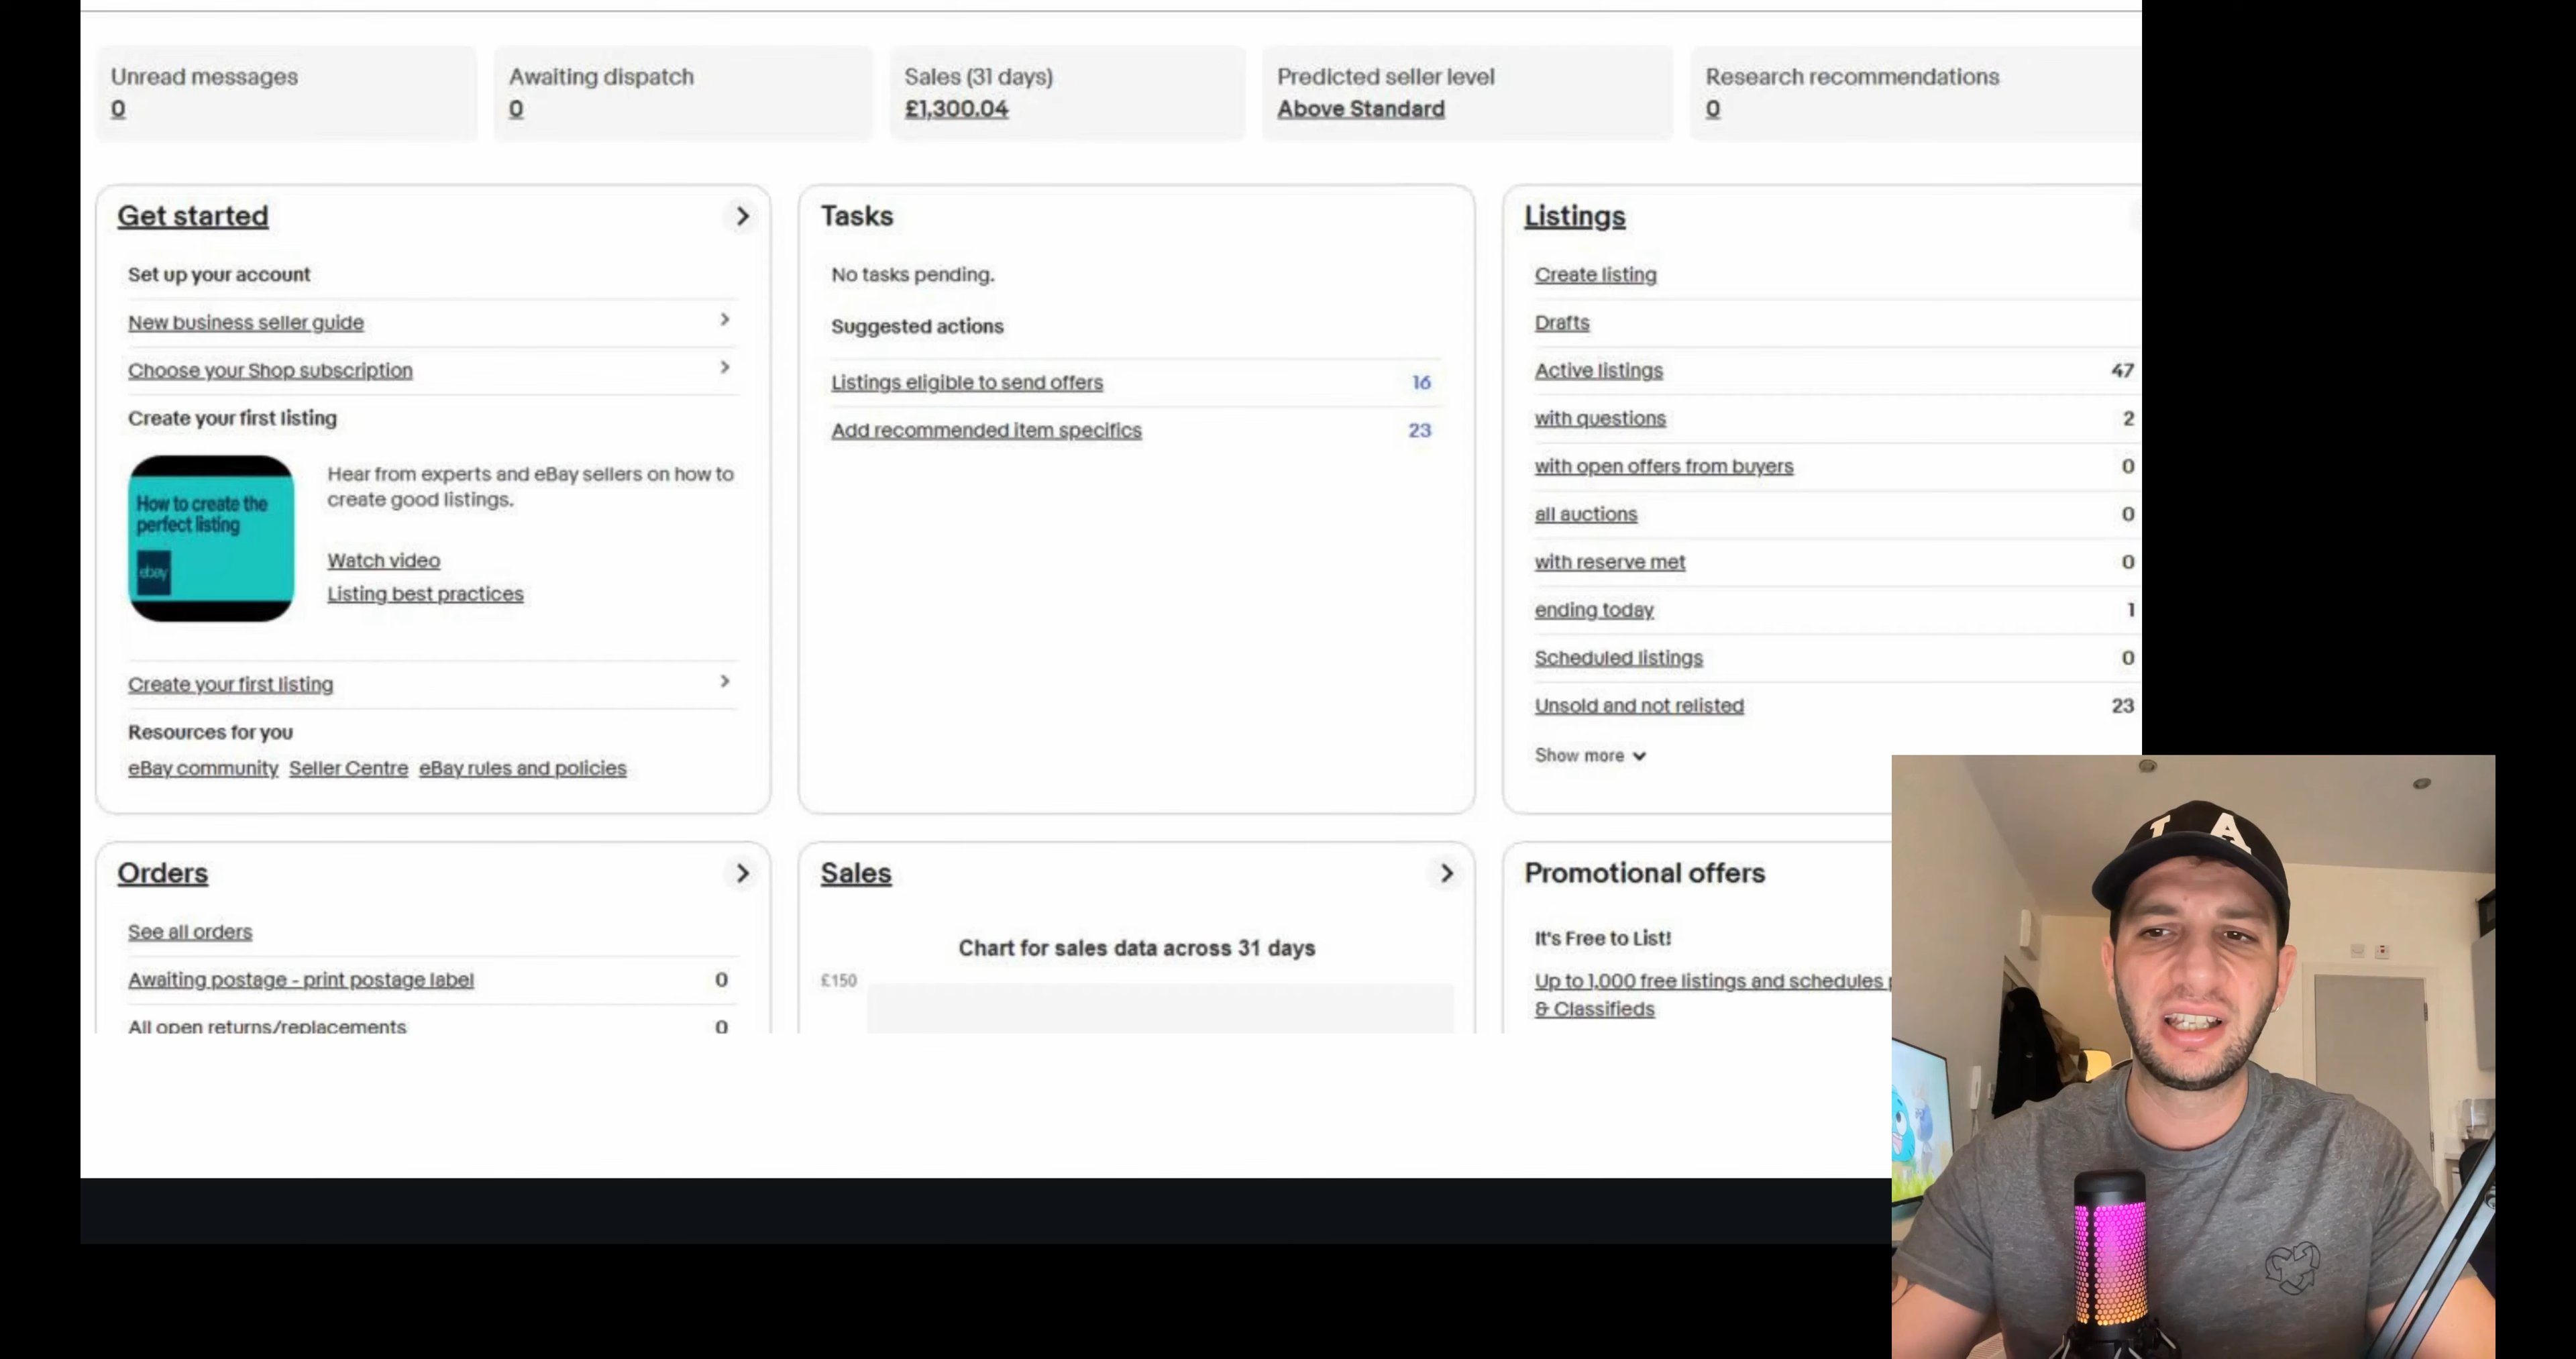 Unread messages
0
Awaiting dispatch
0
Sales (31 days)
£1,300.04
Predicted seller level
Above Standard
Research recommendations
0
Get started
Set up your account
New business seller guide
Choose your Shop subscription
Create your first listing
How to create the
perfect listing
ebay
Hear from experts and eBay sellers on how to
create good listings.
Watch video
Listing best practices
Create your first listing
Resources for you
eBay community Seller Centre eBay rules and policies
Tasks
No tasks pending.
Suggested actions
Listings eligible to send offers 16
Add recommended item specifics 23
Listings
Create listing
Drafts
Active listings 47
with questions 2
with open offers from buyers 0
all auctions 0
with reserve met 0
ending today 1
Scheduled listings 0
Unsold and not relisted 23
Show more
Orders
See all orders
Awaiting postage - print postage label 0
All open returns/replacements 0
Sales
Chart for sales data across 31 days
£150
Promotional offers
It's Free to List!
Up to 1,000 free listings and schedules
& Classifieds
A